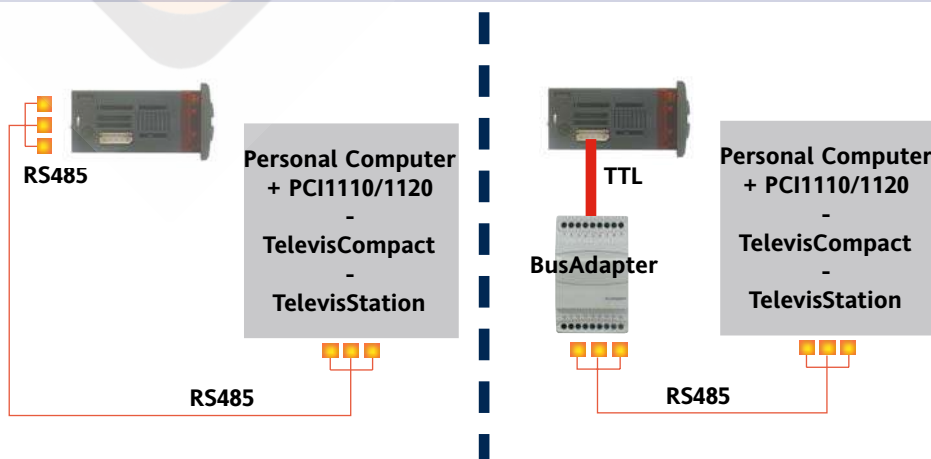 RS485
Personal Computer
+ PCI1110/1120
-
TelevisCompact
-
TelevisStation
RS485
TTL
BusAdapter
Personal Computer
+ PCI1110/1120
-
TelevisCompact
-
TelevisStation
RS485